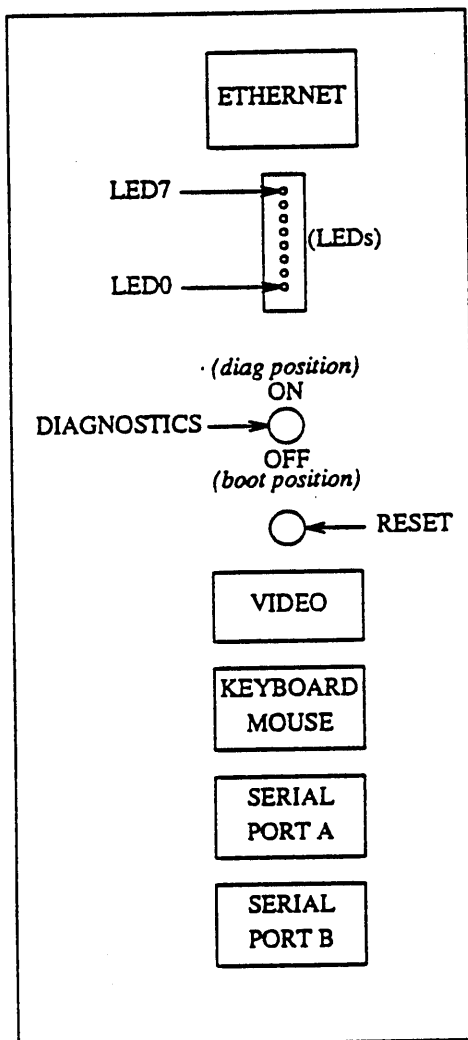 ETHERNET
LED7
(LEDs)
LED0
(diag position)
ON
DIAGNOSTICS
OFF
(boot position)
RESET
VIDEO
KEYBOARD
MOUSE
SERIAL
PORT A
SERIAL
PORT B